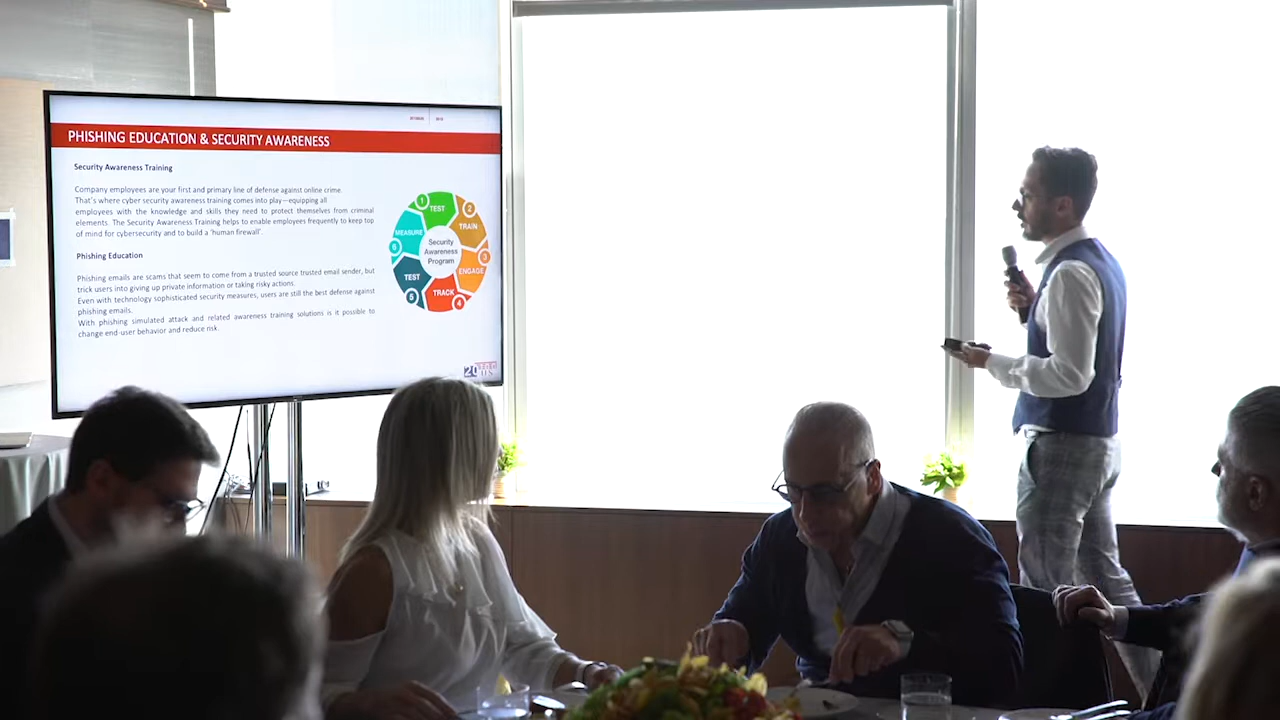 PHISHING EDUCATION & SECURITY AWARENESS
Security Awareness Training
Company employees are your first and primary line of defense against online crime.
That's where cyber security awareness training comes into play—equipping all
employees with the knowledge and skills they need to protect themselves from criminal
elements. The Security Awareness Training helps to enable employees frequently to keep top
of mind for cybersecurity and to build a 'human firewall'.
Phishing Education
Phishing emails are scams that seem to come from a trusted source trusted email sender, but
trick users into giving up private information or taking risky actions.
Even with technology sophisticated security measures, users are still the best defense against
phishing emails.
With phishing simulated attack and related awareness training solutions is it possible to
change end-user behavior and reduce risk.
1 TEST
2 TRAIN
3 ENGAGE
4 TRACK
5 TEST
6 MEASURE
Security
Awareness
Program
20